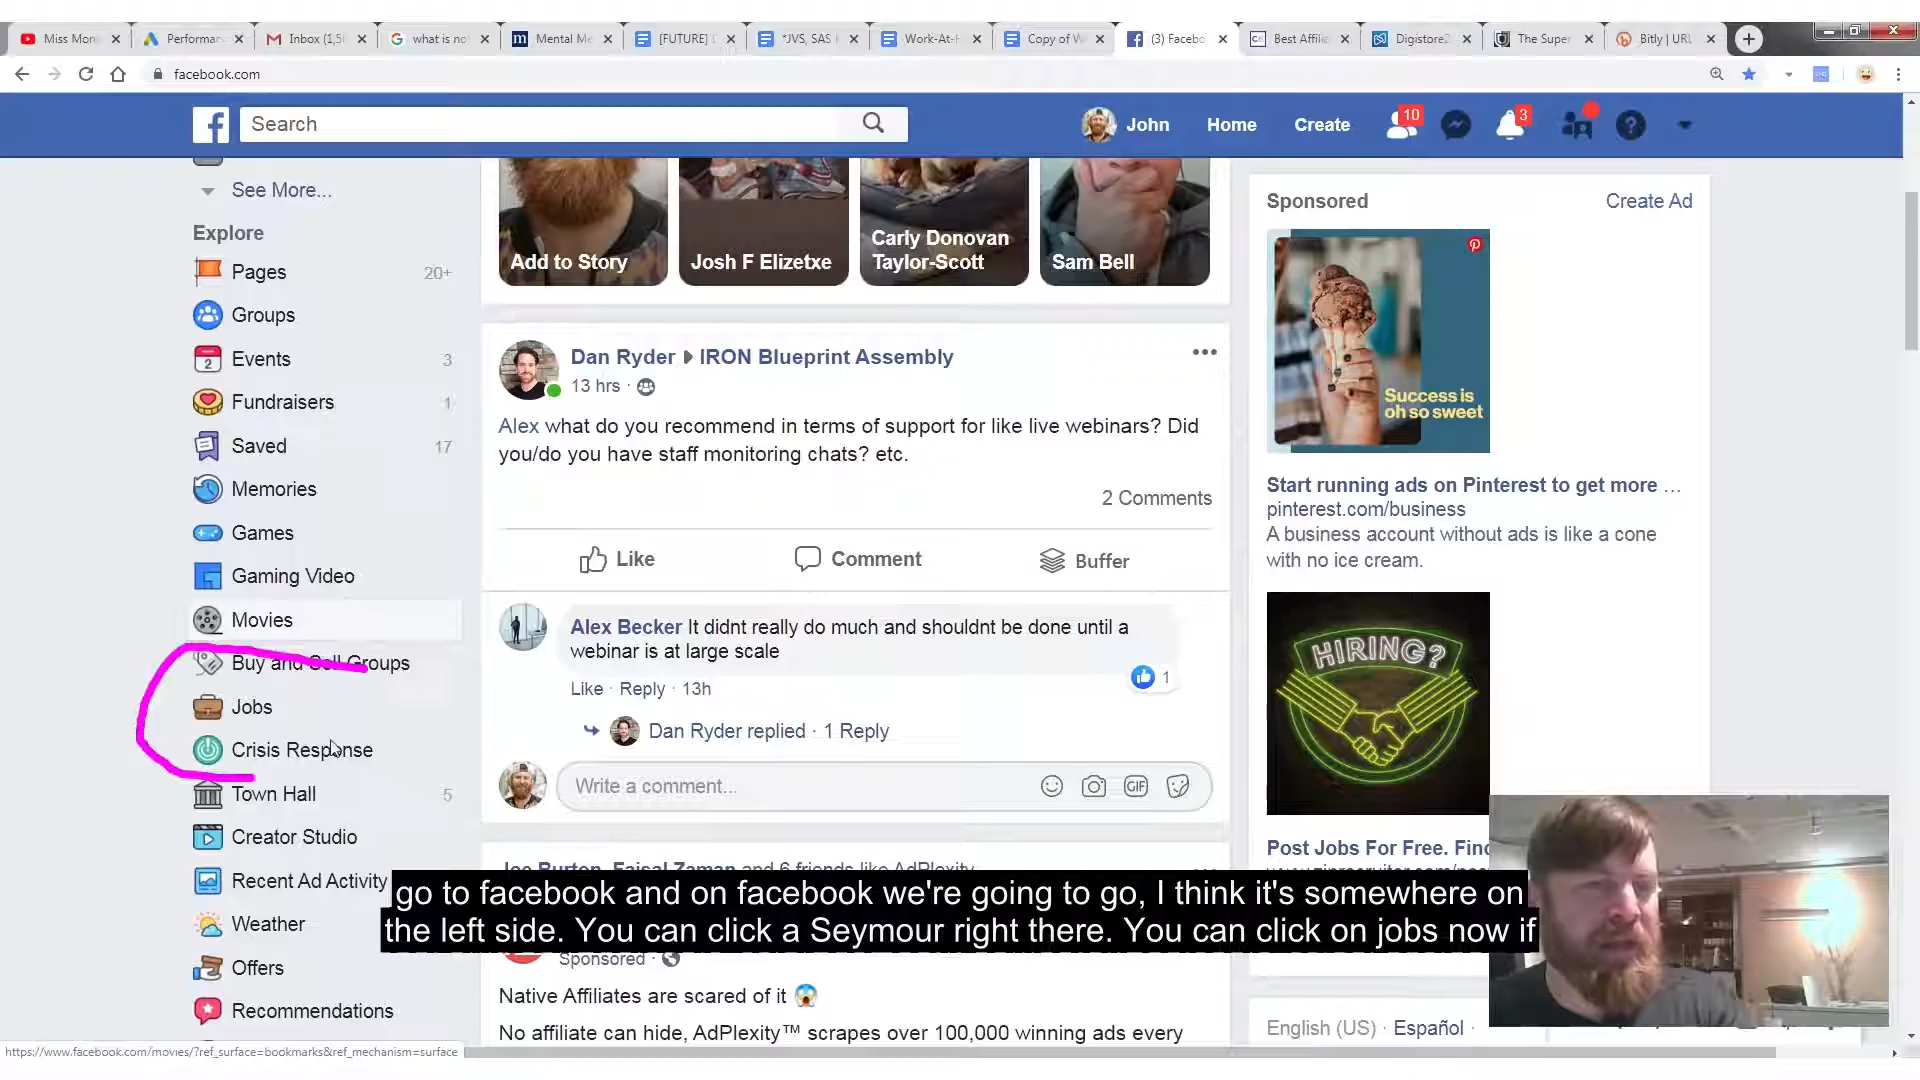 Miss Mon
Performan
Inbox (1,5
what is no
Mental Me
[FUTURE]
*JVS, SAS
Work-At-H
Copy of W
(3) Facebo
Best Affilia
Digistore2
The Super
Bitly | URL
facebook.com
Search
John
Home
Create
10
3
See More...
Explore
Pages
20+
Groups
Events
3
Fundraisers
1
Saved
17
Memories
Games
Gaming Video
Movies
Buy and Sell Groups
Jobs
Crisis Response
Town Hall
5
Creator Studio
Recent Ad Activity
Weather
Offers
Recommendations
Add to Story
Josh F Elizetxe
Carly Donovan
Taylor-Scott
Sam Bell
Dan Ryder
IRON Blueprint Assembly
13 hrs ·
Alex what do you recommend in terms of support for like live webinars? Did
you/do you have staff monitoring chats? etc.
2 Comments
Like
Comment
Buffer
Alex Becker It didnt really do much and shouldnt be done until a
webinar is at large scale
1
Like · Reply · 13h
Dan Ryder replied · 1 Reply
Write a comment...
GIF
Joe Burton, Faisal Zaman and 6 friends like AdPlexity
go to facebook and on facebook we're going to go, I think it's somewhere on
the left side. You can click a Seymour right there. You can click on jobs now if
Sponsored ·
Native Affiliates are scared of it
No affiliate can hide, AdPlexity™ scrapes over 100,000 winning ads every
Sponsored
Create Ad
Success is
oh so sweet
Start running ads on Pinterest to get more ...
pinterest.com/business
A business account without ads is like a cone
with no ice cream.
HIRING?
Post Jobs For Free. Find
English (US) · Español ·
https://www.facebook.com/movies/?ref_surface=bookmarks&ref_mechanism=surface